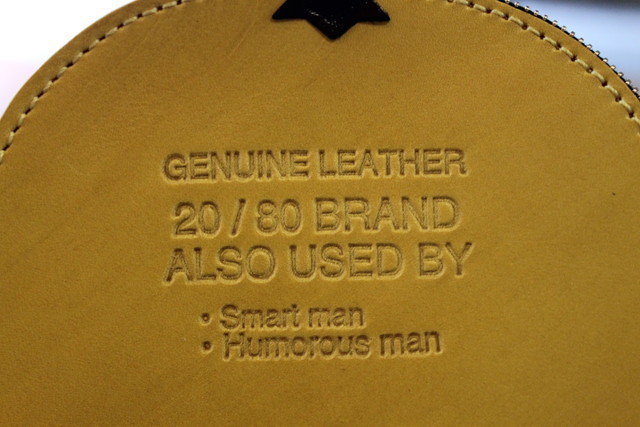 GENUINE LEATHER
20 / 80 BRAND
ALSO USED BY
• Smart man
• Humorous man